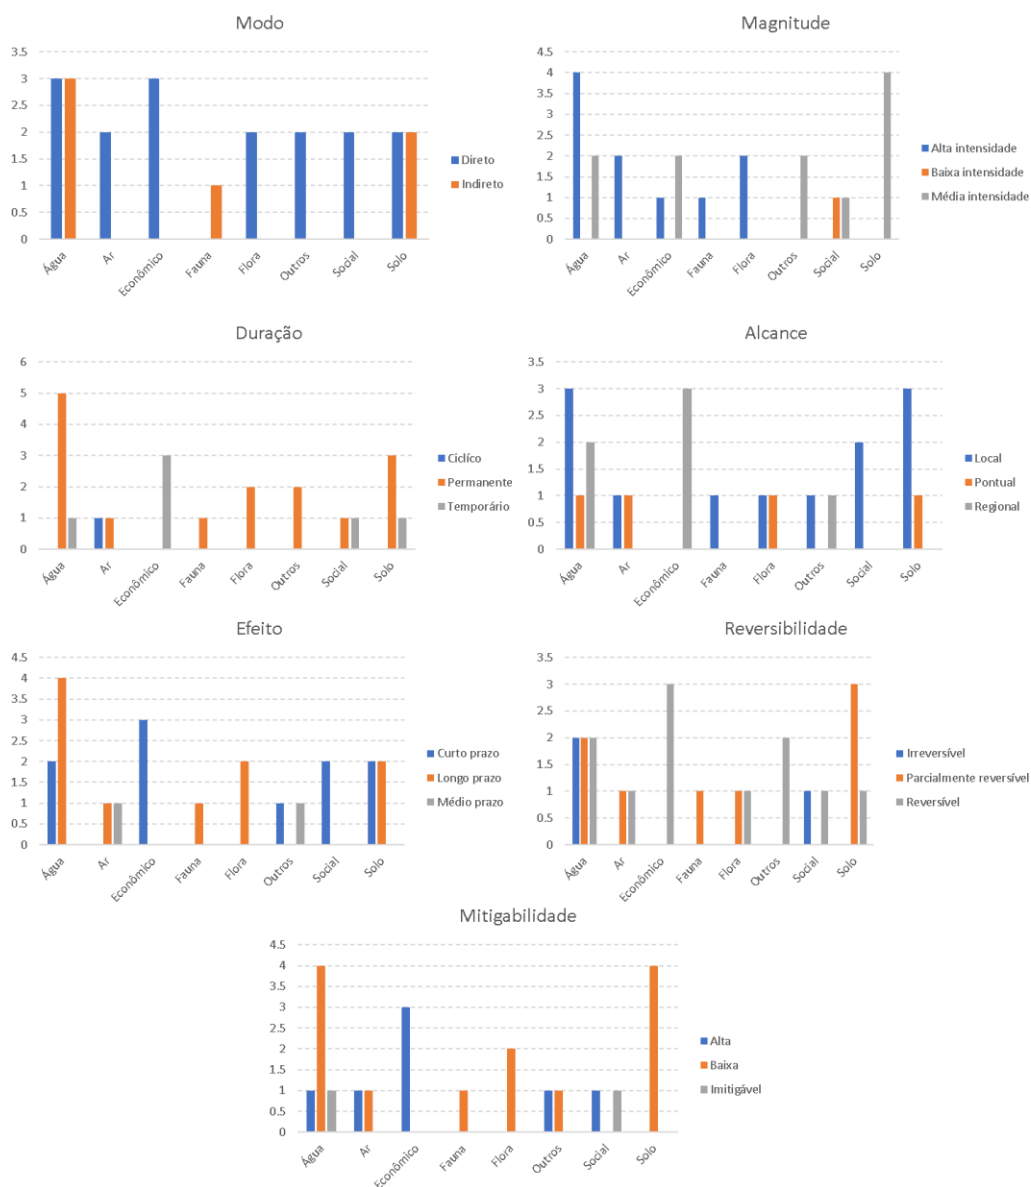 Modo
3.5
3
2.5
2
1.5
1
0.5
0
Água
Ar
Econômico
Fauna
Flora
Outros
Social
Solo
Direto
Indireto
Magnitude
4.5
4
3.5
3
2.5
2
1.5
1
0.5
0
Água
Ar
Econômico
Fauna
Flora
Outros
Social
Solo
Alta intensidade
Baixa intensidade
Média intensidade
Duração
6
5
4
3
2
1
0
Água
Ar
Econômico
Fauna
Flora
Outros
Social
Solo
Ciclíco
Permanente
Temporário
Alcance
3.5
3
2.5
2
1.5
1
0.5
0
Água
Ar
Econômico
Fauna
Flora
Outros
Social
Solo
Local
Pontual
Regional
Efeito
4.5
4
3.5
3
2.5
2
1.5
1
0.5
0
Água
Ar
Econômico
Fauna
Flora
Outros
Social
Solo
Curto prazo
Longo prazo
Médio prazo
Reversibilidade
3.5
3
2.5
2
1.5
1
0.5
0
Água
Ar
Econômico
Fauna
Flora
Outros
Social
Solo
Irreversível
Parcialmente reversível
Reversível
Mitigabilidade
4.5
4
3.5
3
2.5
2
1.5
1
0.5
0
Água
Ar
Econômico
Fauna
Flora
Outros
Social
Solo
Alta
Baixa
Imitigável